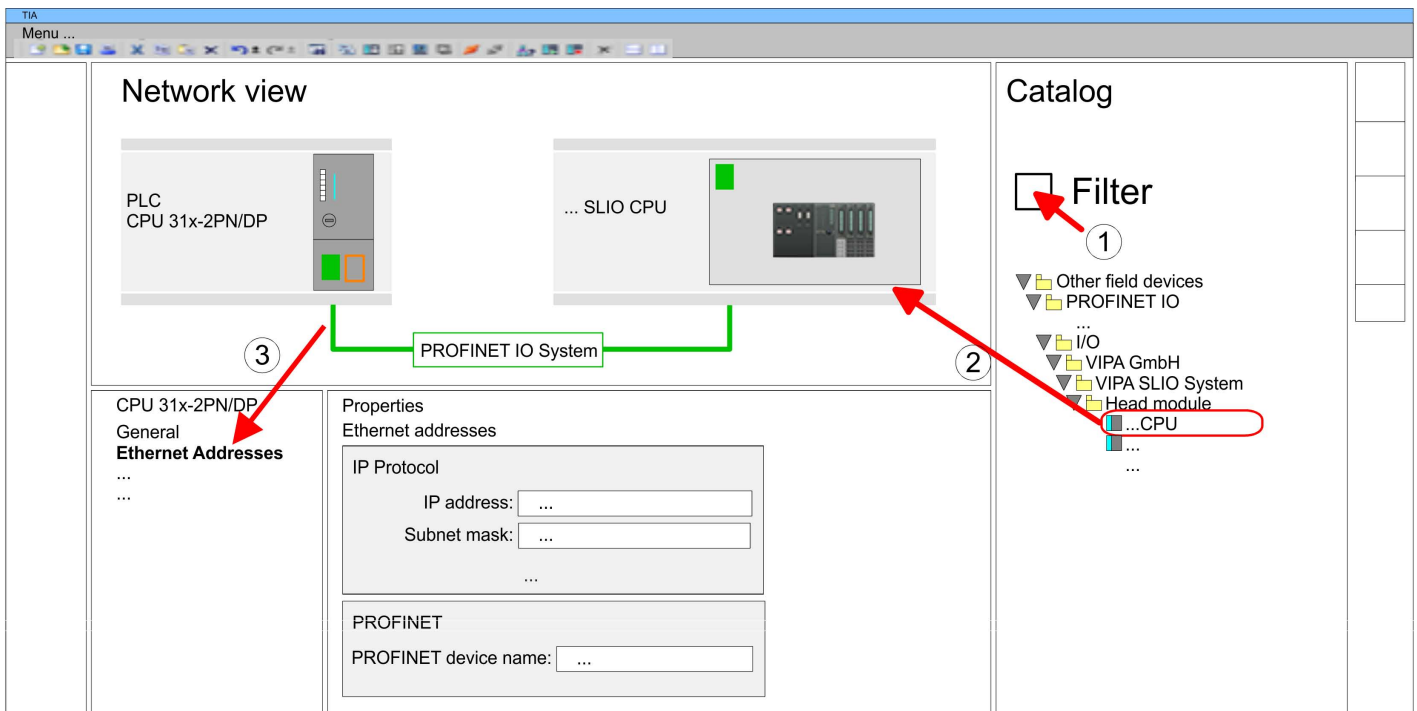 TIA
Menu ...
Network view
PLC
CPU 31x-2PN/DP
... SLIO CPU
PROFINET IO System
3
2
Catalog
Filter
1
Other field devices
PROFINET IO
...
I/O
VIPA GmbH
VIPA SLIO System
Head module
...CPU
...
...
CPU 31x-2PN/DP
General
Ethernet Addresses
...
...
Properties
Ethernet addresses
IP Protocol
IP address: ...
Subnet mask: ...
...
PROFINET
PROFINET device name: ...